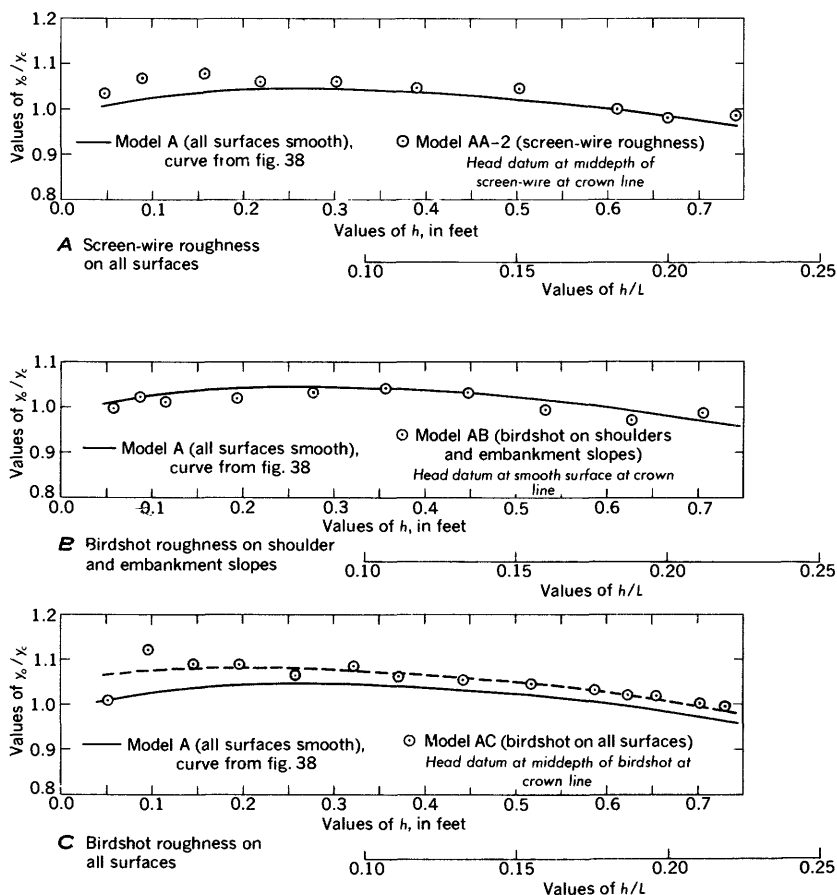 1.2
1.1
1.0
0.9
0.8
Values of y₀/y_c
Model A (all surfaces smooth),
curve from fig. 38
Model AA-2 (screen-wire roughness)
Head datum at middepth of
screen-wire at crown line
0.0 0.1 0.2 0.3 0.4 0.5 0.6 0.7
Values of h, in feet
A Screen-wire roughness
on all surfaces
0.10 0.15 0.20 0.25
Values of h/L
1.1
1.0
0.9
0.8
Values of y₀/y_c
Model A (all surfaces smooth),
curve from fig. 38
Model AB (birdshot on shoulders
and embankment slopes)
Head datum at smooth surface at crown
line
0.0 0.1 0.2 0.3 0.4 0.5 0.6 0.7
Values of h, in feet
B Birdshot roughness on shoulder
and embankment slopes
0.10 0.15 0.20 0.25
Values of h/L
1.2
1.1
1.0
0.9
0.8
Values of y₀/y_c
Model A (all surfaces smooth),
curve from fig. 38
Model AC (birdshot on all surfaces)
Head datum at middepth of birdshot at
crown line
0.0 0.1 0.2 0.3 0.4 0.5 0.6 0.7
Values of h, in feet
C Birdshot roughness on
all surfaces
0.10 0.15 0.20 0.25
Values of h/L